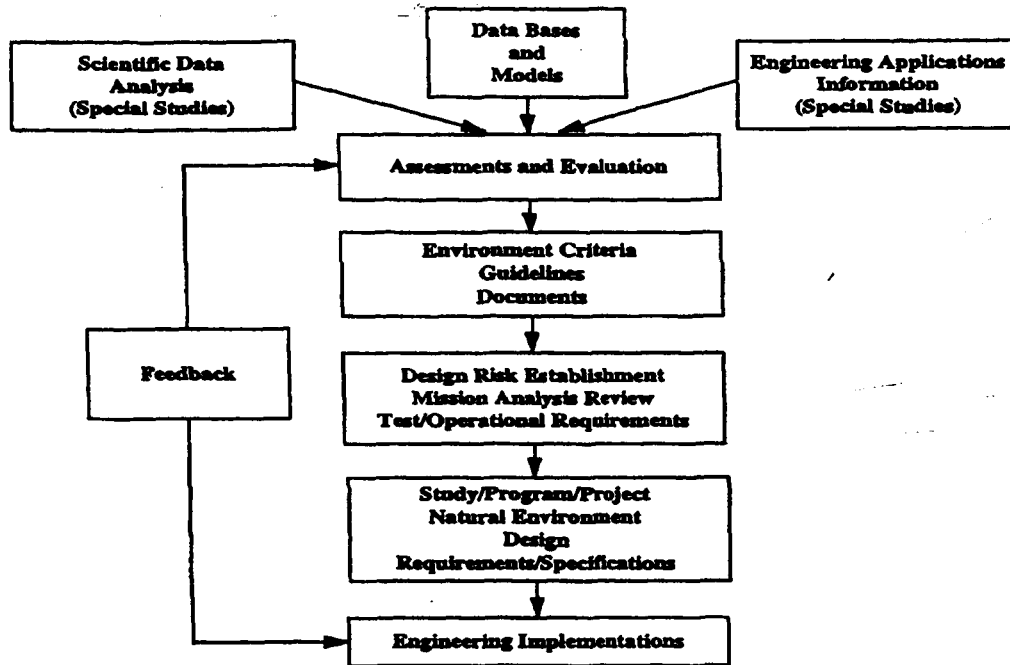 Data Bases
and
Models
Scientific Data
Analysis
(Special Studies)
Engineering Applications
Information
(Special Studies)
Assessments and Evaluation
Environment Criteria
Guidelines
Documents
Feedback
Design Risk Establishment
Mission Analysis Review
Test/Operational Requirements
Study/Program/Project
Natural Environment
Design
Requirements/Specifications
Engineering Implementations